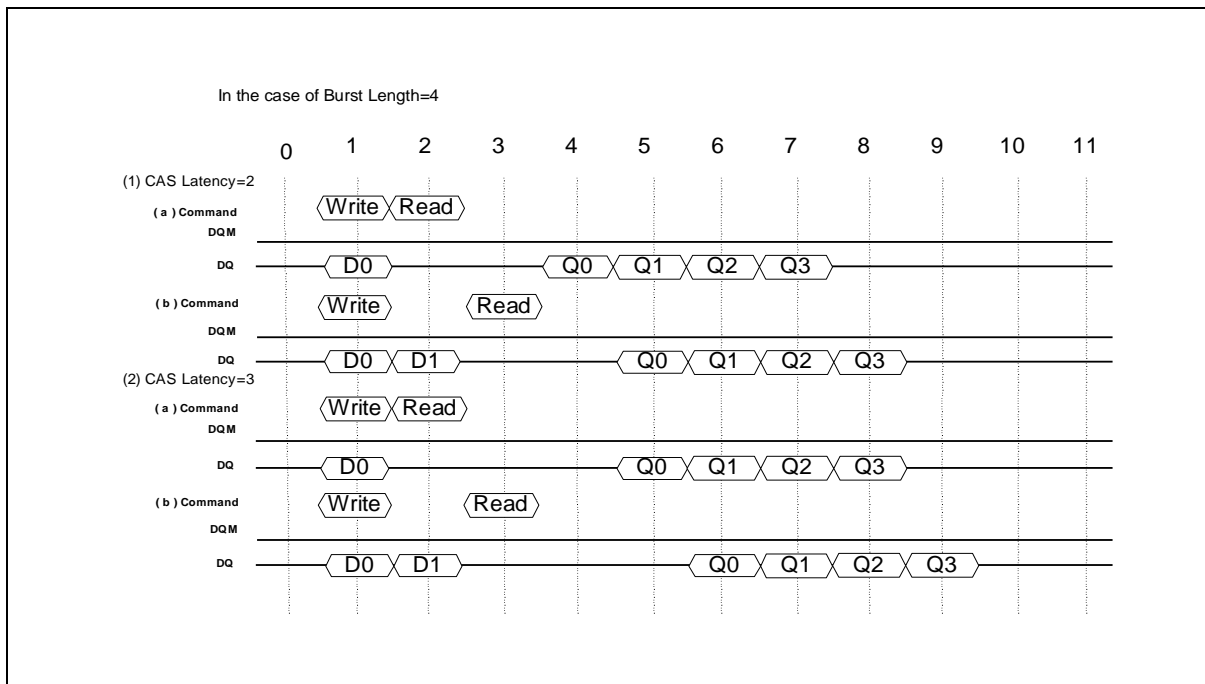 In the case of Burst Length=4
0 1 2 3 4 5 6 7 8 9 10 11
(1) CAS Latency=2
( a ) Command Write Read
DQM
DQ D0 Q0 Q1 Q2 Q3
( b ) Command Write Read
DQM
DQ D0 D1 Q0 Q1 Q2 Q3
(2) CAS Latency=3
( a ) Command Write Read
DQM
DQ D0 Q0 Q1 Q2 Q3
( b ) Command Write Read
DQM
DQ D0 D1 Q0 Q1 Q2 Q3